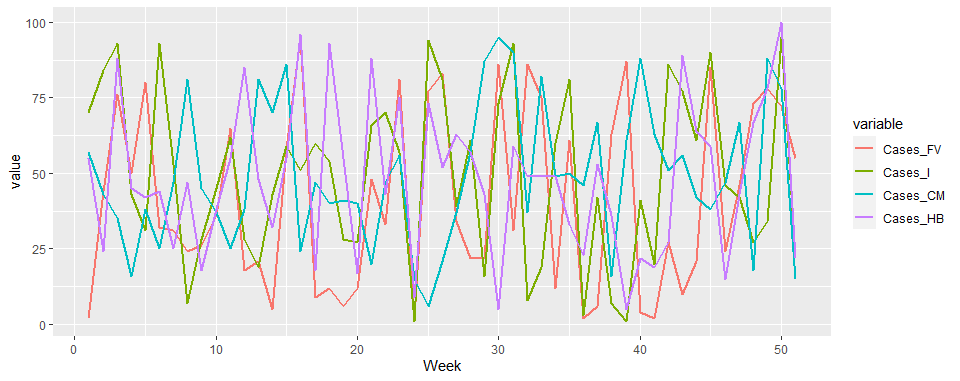 100
75
50
25
0
value
0 10 20 30 40 50
Week
variable
Cases_FV
Cases_I
Cases_CM
Cases_HB